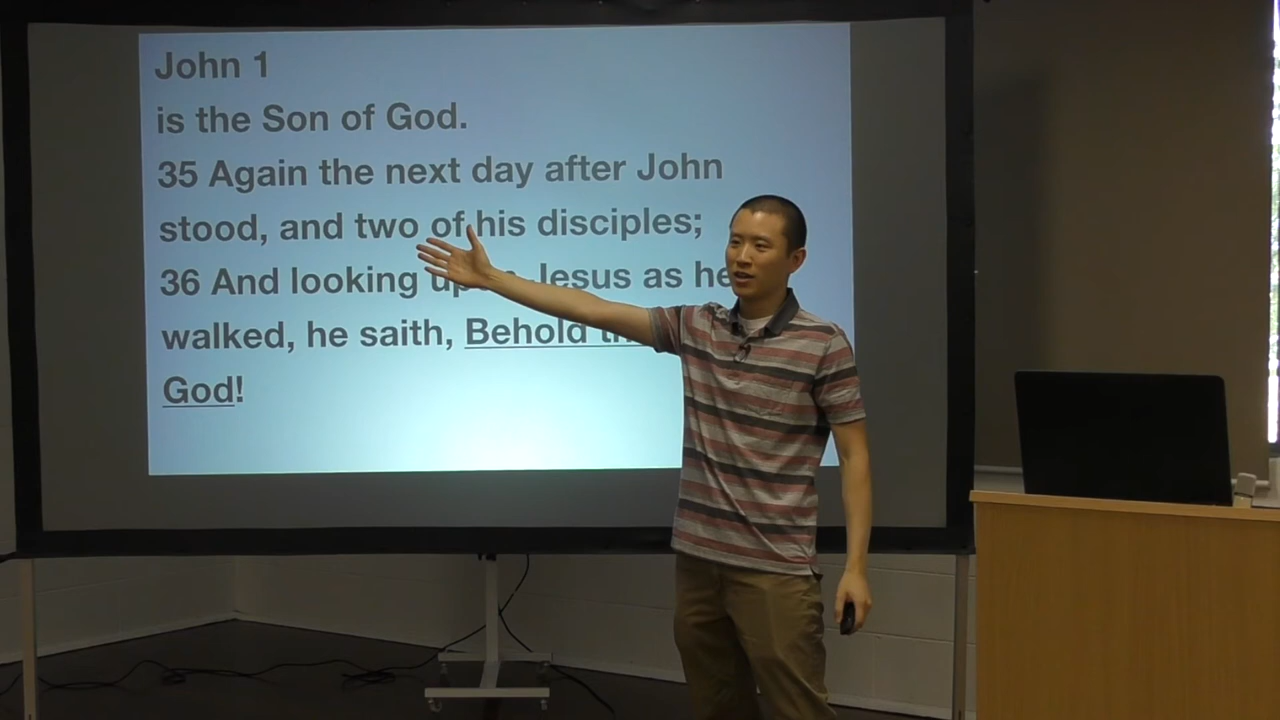 John 1
is the Son of God.
35 Again the next day after John
stood, and two of his disciples;
36 And looking Jesus as he
walked, he saith, Behold
God!